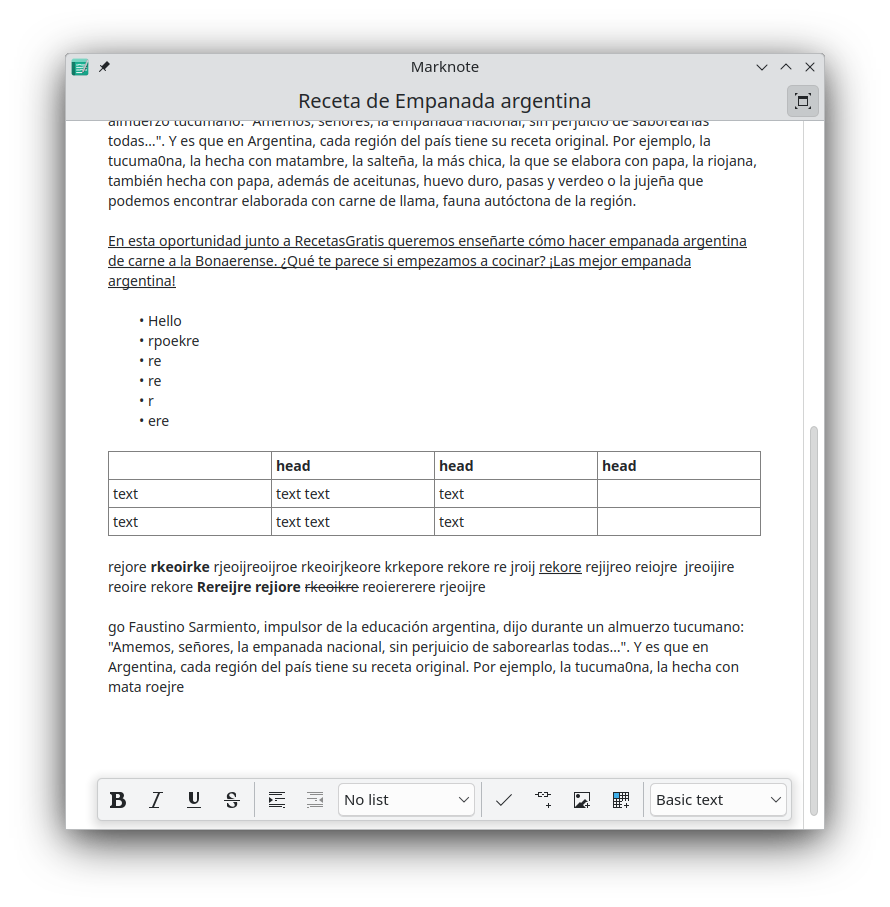 Marknote
Receta de Empanada argentina
almuerzo tucumano: "Amemos, señores, la empanada nacional, sin perjuicio de saborearlas
todas...". Y es que en Argentina, cada región del país tiene su receta original. Por ejemplo, la
tucuma0na, la hecha con matambre, la salteña, la más chica, la que se elabora con papa, la riojana,
también hecha con papa, además de aceitunas, huevo duro, pasas y verdeo o la jujeña que
podemos encontrar elaborada con carne de llama, fauna autóctona de la región.
En esta oportunidad junto a RecetasGratis queremos enseñarte cómo hacer empanada argentina
de carne a la Bonaerense. ¿Qué te parece si empezamos a cocinar? ¡Las mejor empanada
argentina!
• Hello
• rpoekre
• re
• re
• r
• ere
head head head
text text text text
text text text text
rejore rkeoirke rjeoijreoijroe rkeoirjkeore krkepore rekore re jroij rekore rejijreo reiojre jreoijire
reoire rekore Rereijre rejiore rkeoikre reoiererere rjeoijre
go Faustino Sarmiento, impulsor de la educación argentina, dijo durante un almuerzo tucumano:
"Amemos, señores, la empanada nacional, sin perjuicio de saborearlas todas...". Y es que en
Argentina, cada región del país tiene su receta original. Por ejemplo, la tucuma0na, la hecha con
mata roejre
B I U S No list Basic text